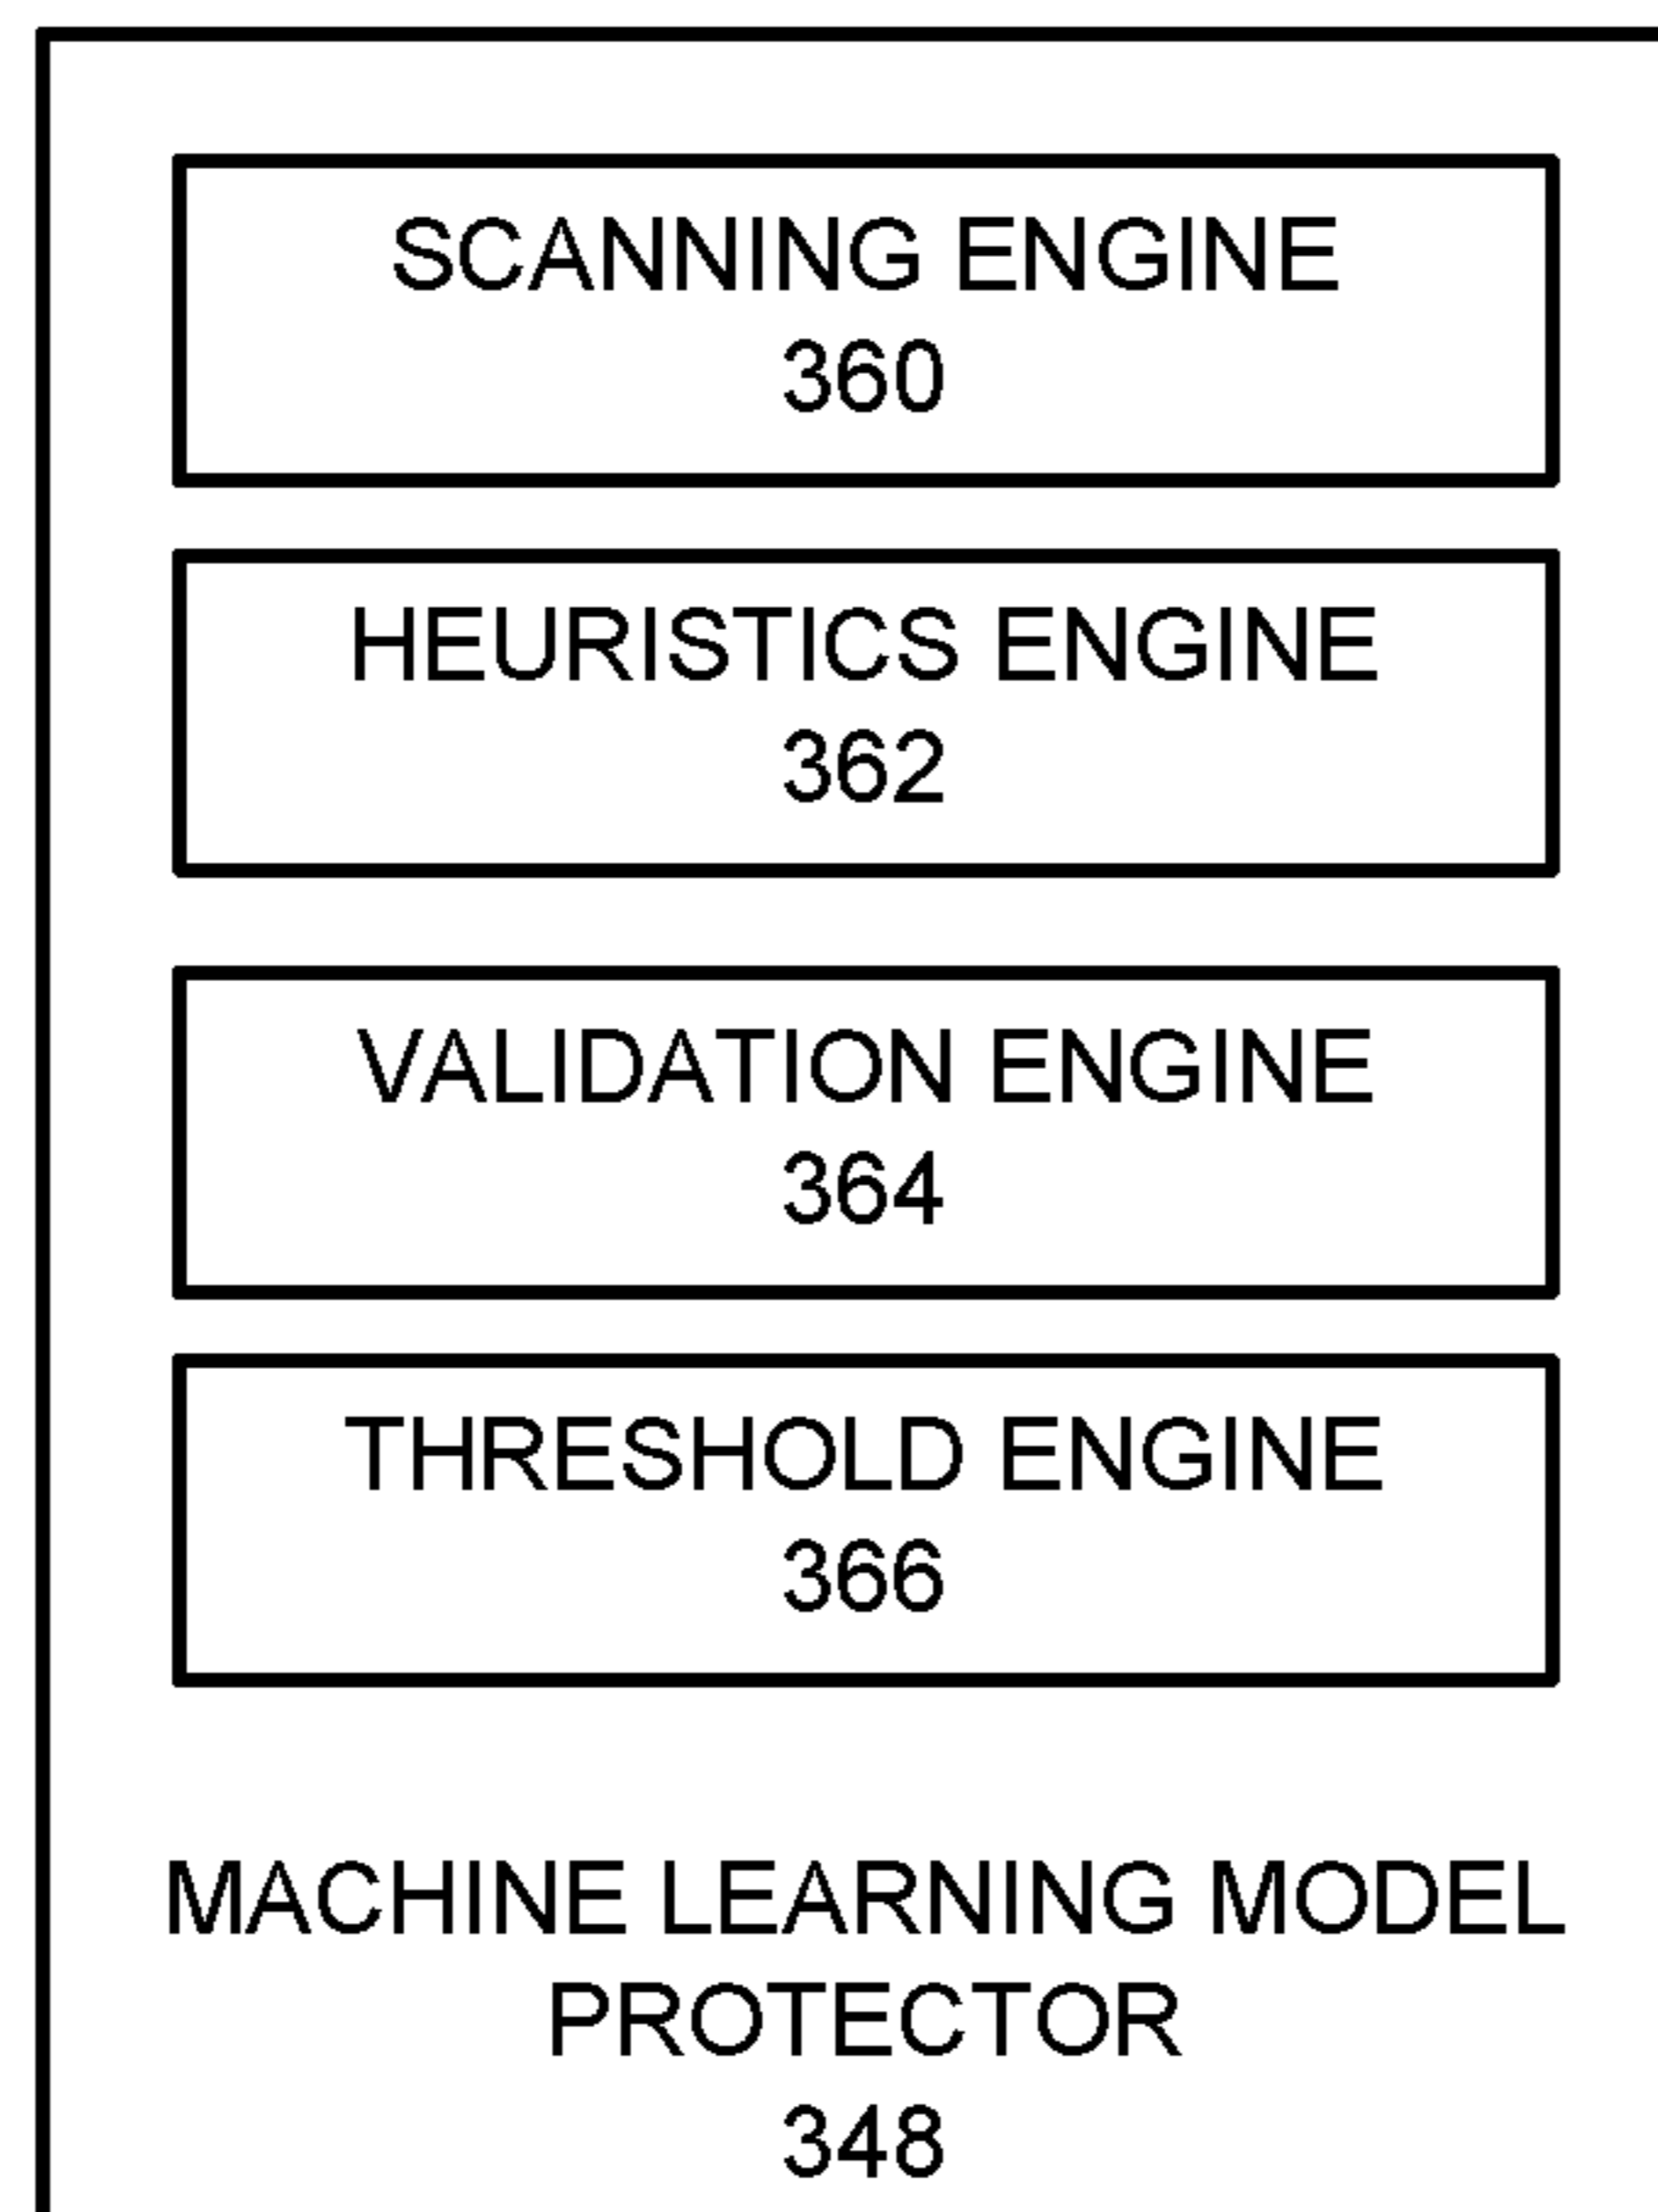 SCANNING ENGINE
360
HEURISTICS ENGINE
362
VALIDATION ENGINE
364
THRESHOLD ENGINE
366
MACHINE LEARNING MODEL
PROTECTOR
348